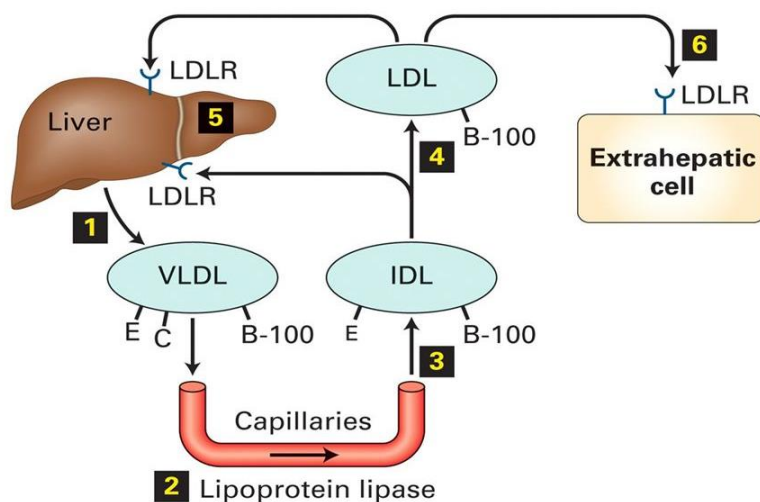 6
LDLR
LDL
LDLR
Liver
5
B-100
Extrahepatic
cell
4
LDLR
1
VLDL
IDL
E
C
B-100
E
B-100
3
Capillaries
2 Lipoprotein lipase